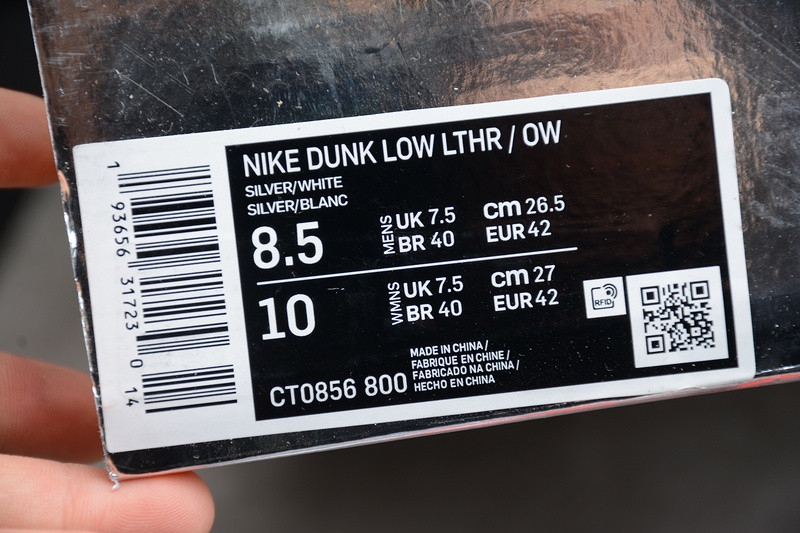 NIKE DUNK LOW LTHR / OW
SILVER/WHITE
SILVER/BLANC
8.5
MENS
UK 7.5
BR 40
cm 26.5
EUR 42
10
WMNS
UK 7.5
BR 40
cm 27
EUR 42
RFID
CT0856 800
MADE IN CHINA /
FABRIQUE EN CHINE /
FABRICADO NA CHINA /
HECHO EN CHINA
1 93656 31723 0 14